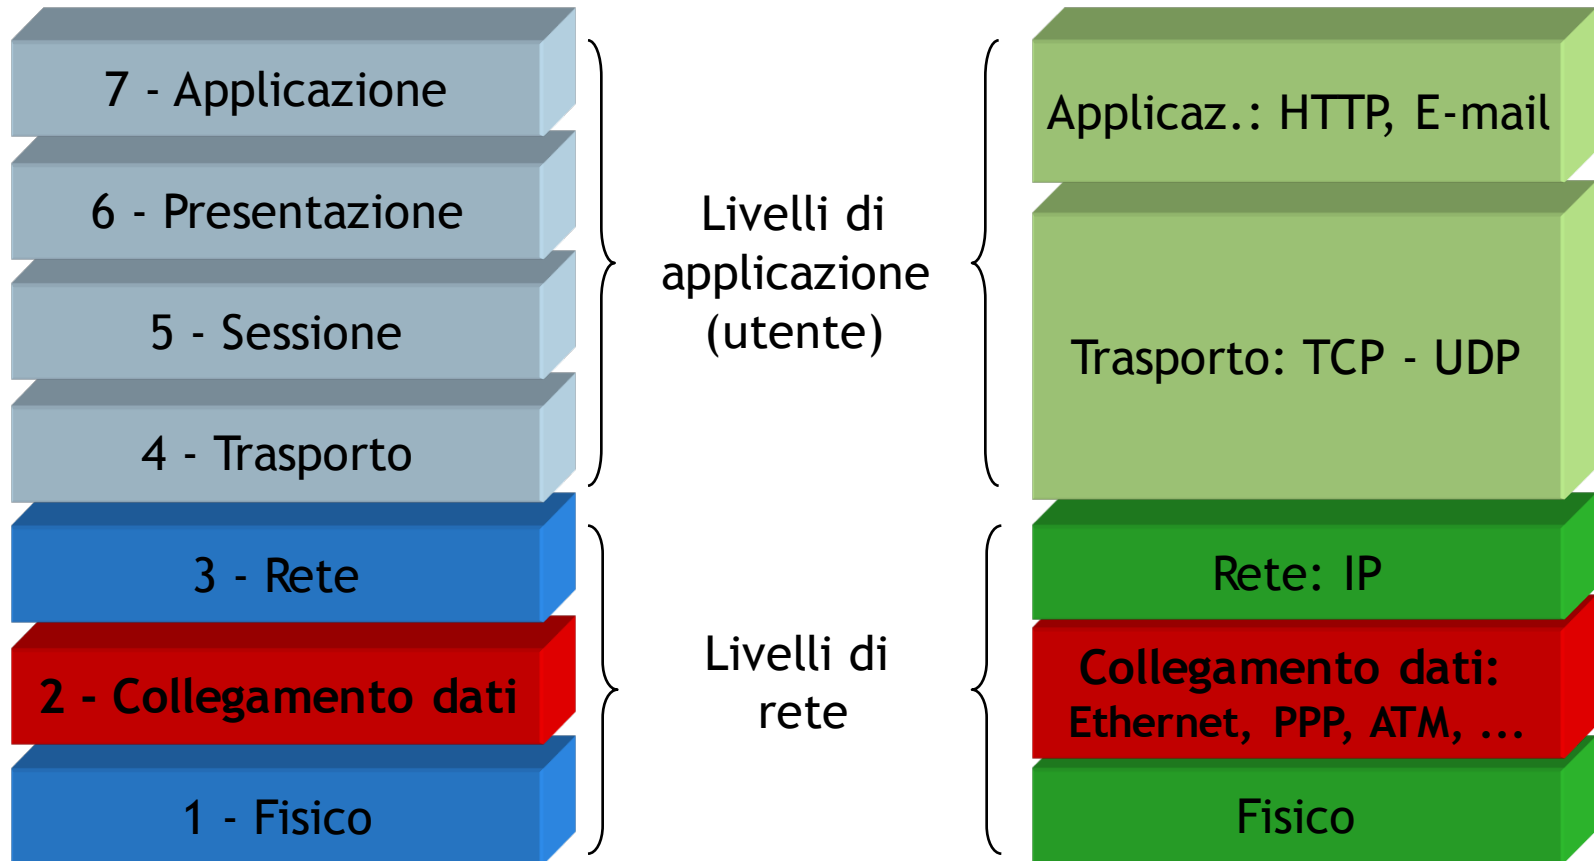 7 - Applicazione
6 - Presentazione
5 - Sessione
4 - Trasporto
3 - Rete
2 - Collegamento dati
1 - Fisico
Livelli di
applicazione
(utente)
Livelli di
rete
Applicaz.: HTTP, E-mail
Trasporto: TCP - UDP
Rete: IP
Collegamento dati:
Ethernet, PPP, ATM, ...
Fisico